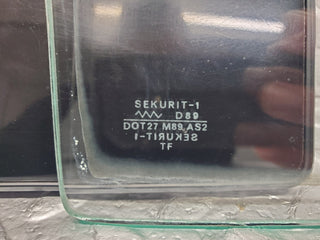 SEKURIT-1
D89
DOT27 M89 AS2
SEKURIT-1
TF